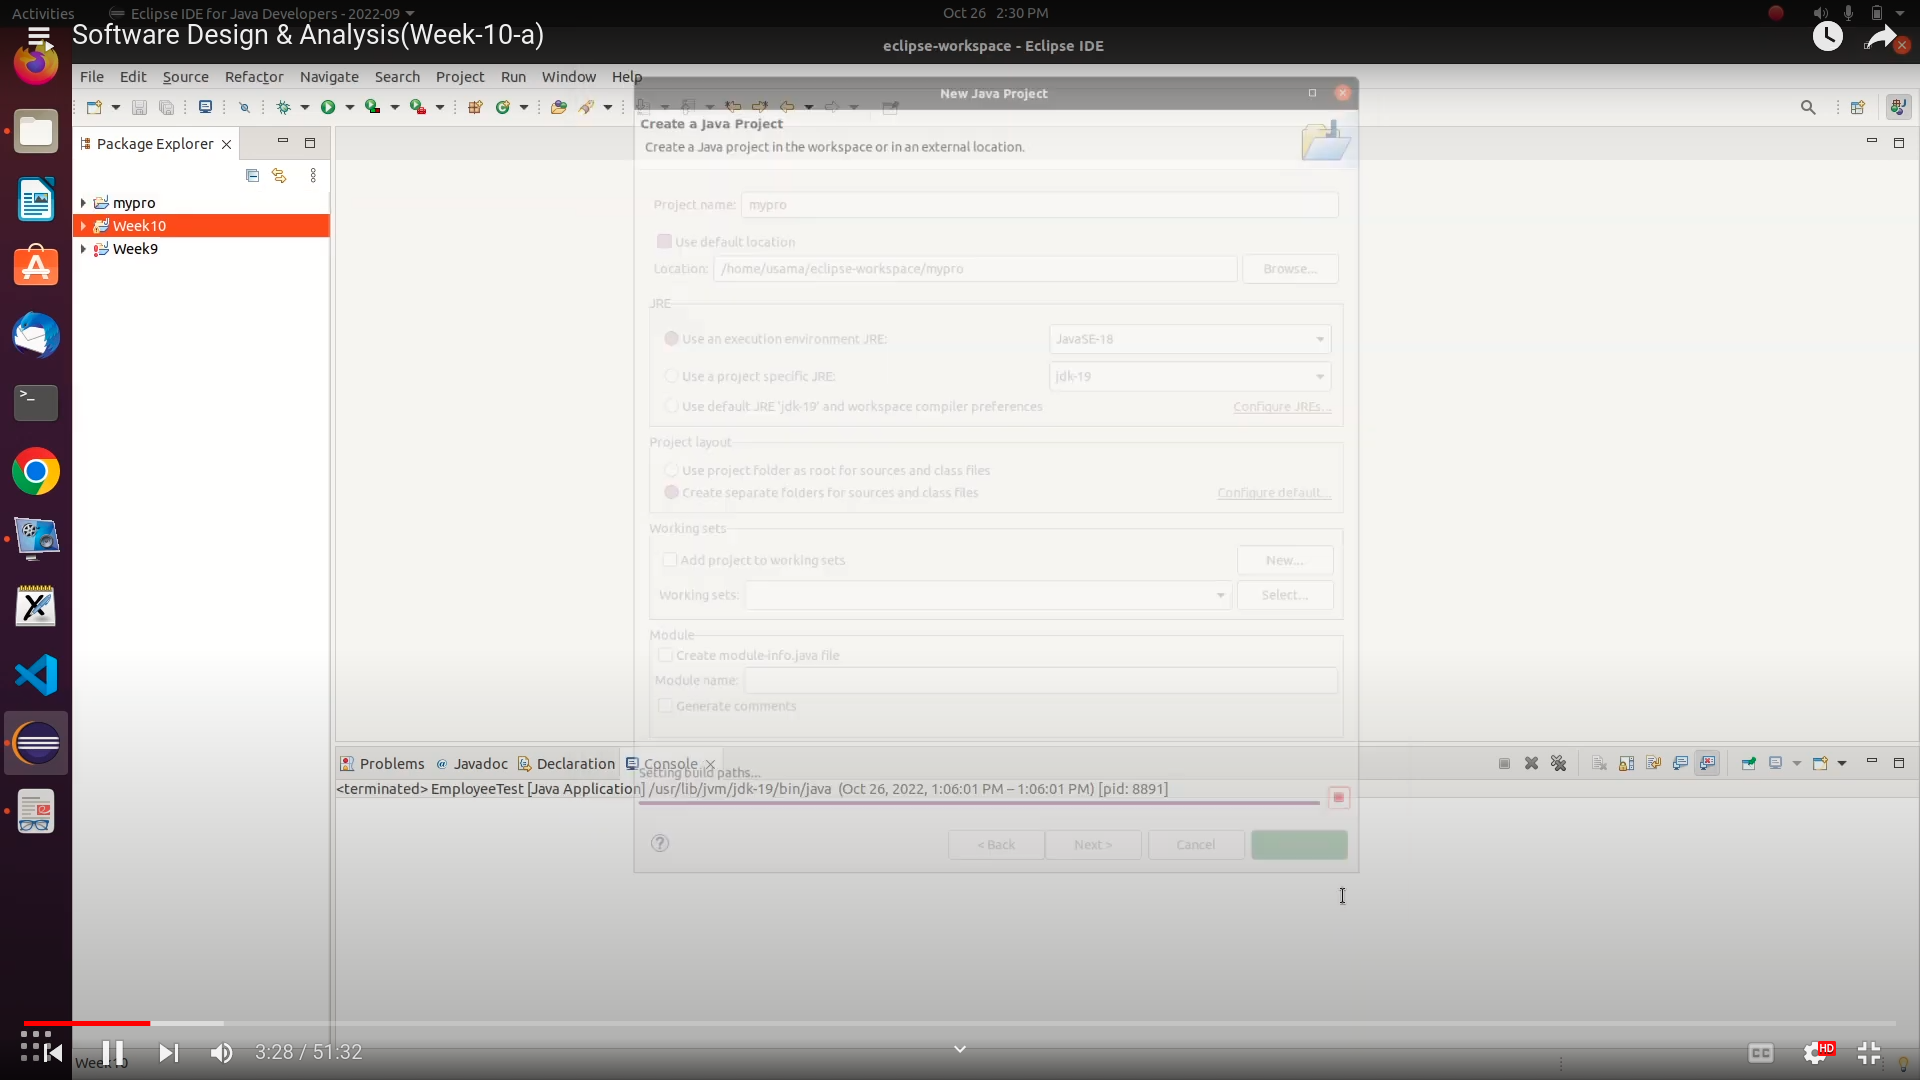 Activities
Eclipse IDE for Java Developers - 2022-09
Oct 26 2:30 PM
Software Design & Analysis(Week-10-a)
eclipse-workspace - Eclipse IDE
File Edit Source Refactor Navigate Search Project Run Window Help
New Java Project
Package Explorer
Create a Java Project
Create a Java project in the workspace or in an external location.
mypro
Week10
Week9
Project name: mypro
Use default location
Location: /home/usama/eclipse-workspace/mypro Browse...
JRE
Use an execution environment JRE: JavaSE-18
Use a project specific JRE: jdk-19
Use default JRE 'jdk-19' and workspace compiler preferences Configure JREs...
Project layout
Use project folder as root for sources and class files
Create separate folders for sources and class files Configure default...
Working sets
Add project to working sets New...
Working sets: Select...
Module
Create module-info.java file
Module name:
Generate comments
Problems @ Javadoc Declaration Console
Setting build paths...
<terminated> EmployeeTest [Java Application] /usr/lib/jvm/jdk-19/bin/java (Oct 26, 2022, 1:06:01 PM – 1:06:01 PM) [pid: 8891]
< Back Next > Cancel
3:28 / 51:32
CC
HD
Week10